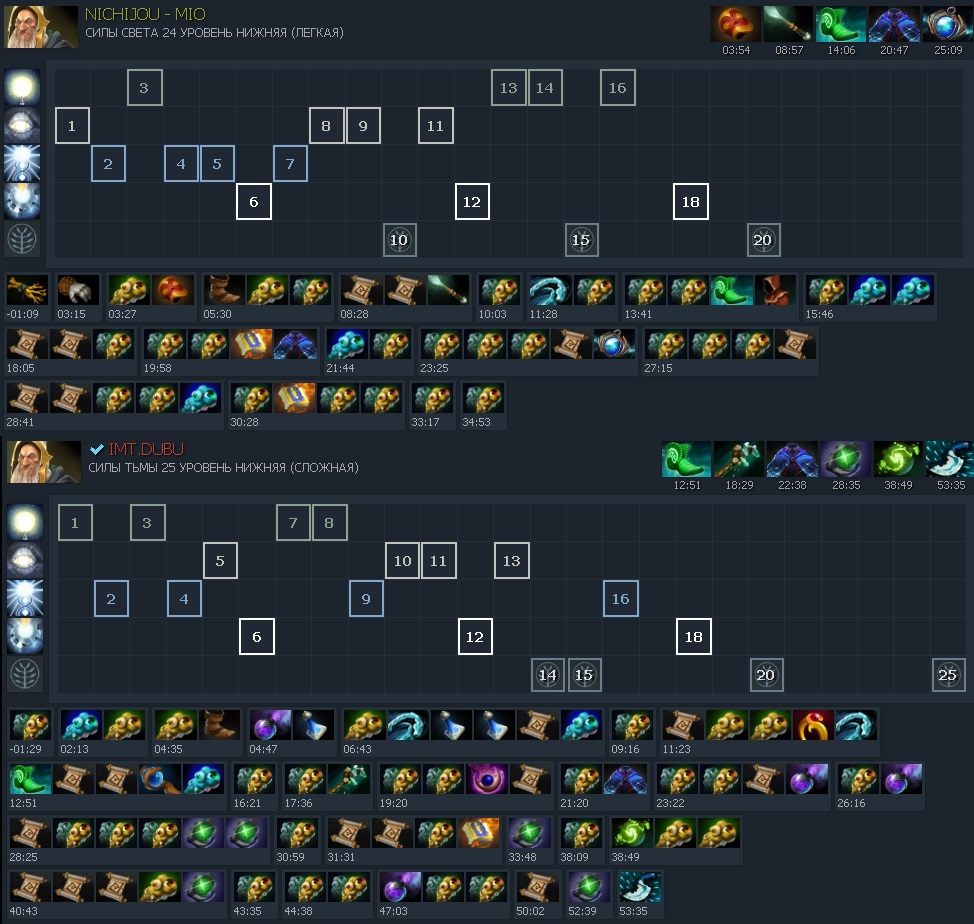 NICHIJOU - MIO
СИЛЫ СВЕТА 24 УРОВЕНЬ НИЖНЯЯ (ЛЕГКАЯ)
03:54 08:57 14:06 20:47 25:09
3 13 14 16
1 8 9 11
2 4 5 7
6 12 18
10 15 20
-01:09 03:15 03:27 05:30 08:28 10:03 11:28 13:41 15:46
18:05 19:58 21:44 23:25 27:15
28:41 30:28 33:17 34:53
IMT.DUBU
СИЛЫ ТЬМЫ 25 УРОВЕНЬ НИЖНЯЯ (СЛОЖНАЯ)
12:51 18:29 22:38 28:35 38:49 53:35
1 3 7 8
5 10 11 13
2 4 9 16
6 12 18
14 15 20 25
-01:29 02:13 04:35 04:47 06:43 09:16 11:23
12:51 16:21 17:36 19:20 21:20 23:22 26:16
28:25 30:59 31:31 33:48 38:09 38:49
40:43 43:35 44:38 47:03 50:02 52:39 53:35